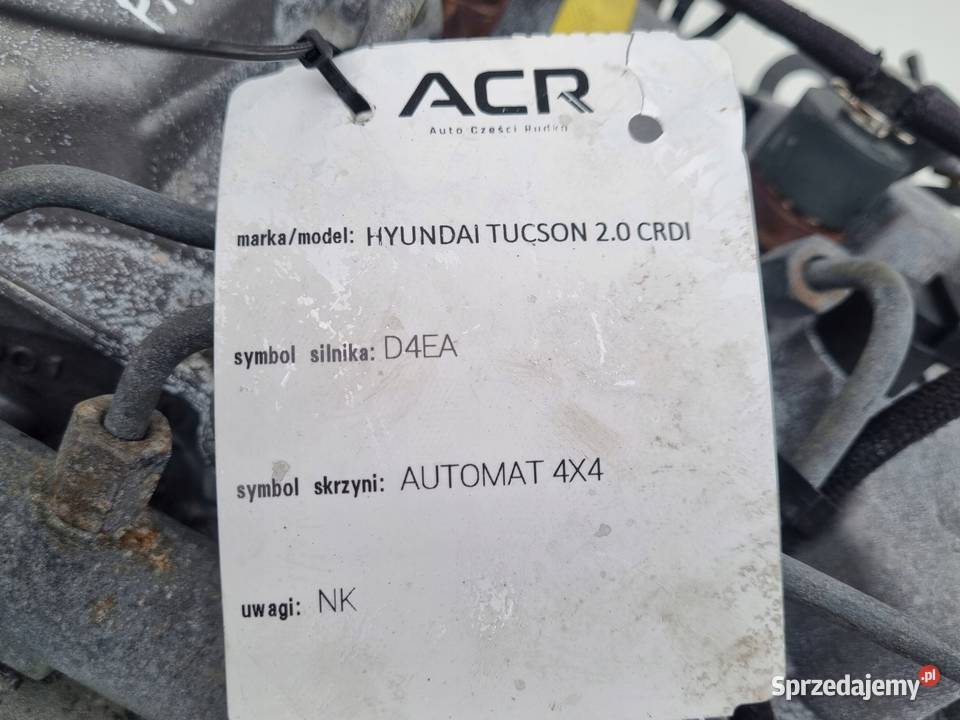 ACR
Auto Części Rudka
marka/model: HYUNDAI TUCSON 2.0 CRDI
symbol silnika: D4EA
symbol skrzyni: AUTOMAT 4X4
uwagi: NK
Sprzedajemy.pl